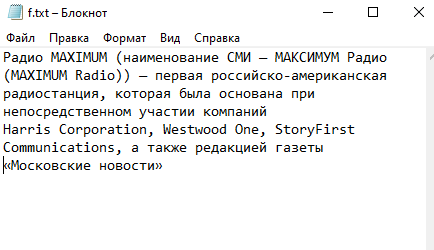 f.txt – Блокнот
Файл Правка Формат Вид Справка
Радио MAXIMUM (наименование СМИ — МАКСИМУМ Радио
(MAXIMUM Radio)) — первая российско-американская
радиостанция, которая была основана при
непосредственном участии компаний
Harris Corporation, Westwood One, StoryFirst
Communications, а также редакцией газеты
«Московские новости»